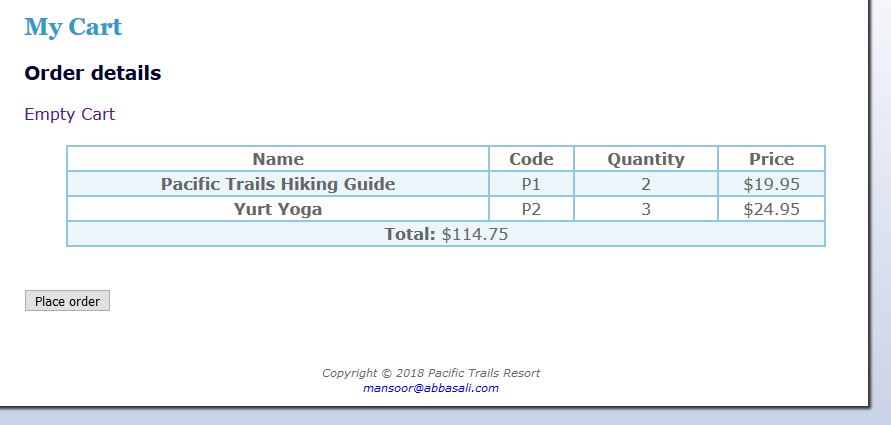 My Cart
Order details
Empty Cart
Name Code Quantity Price
Pacific Trails Hiking Guide P1 2 $19.95
Yurt Yoga P2 3 $24.95
Total: $114.75
Place order
Copyright © 2018 Pacific Trails Resort
mansoor@abbasali.com